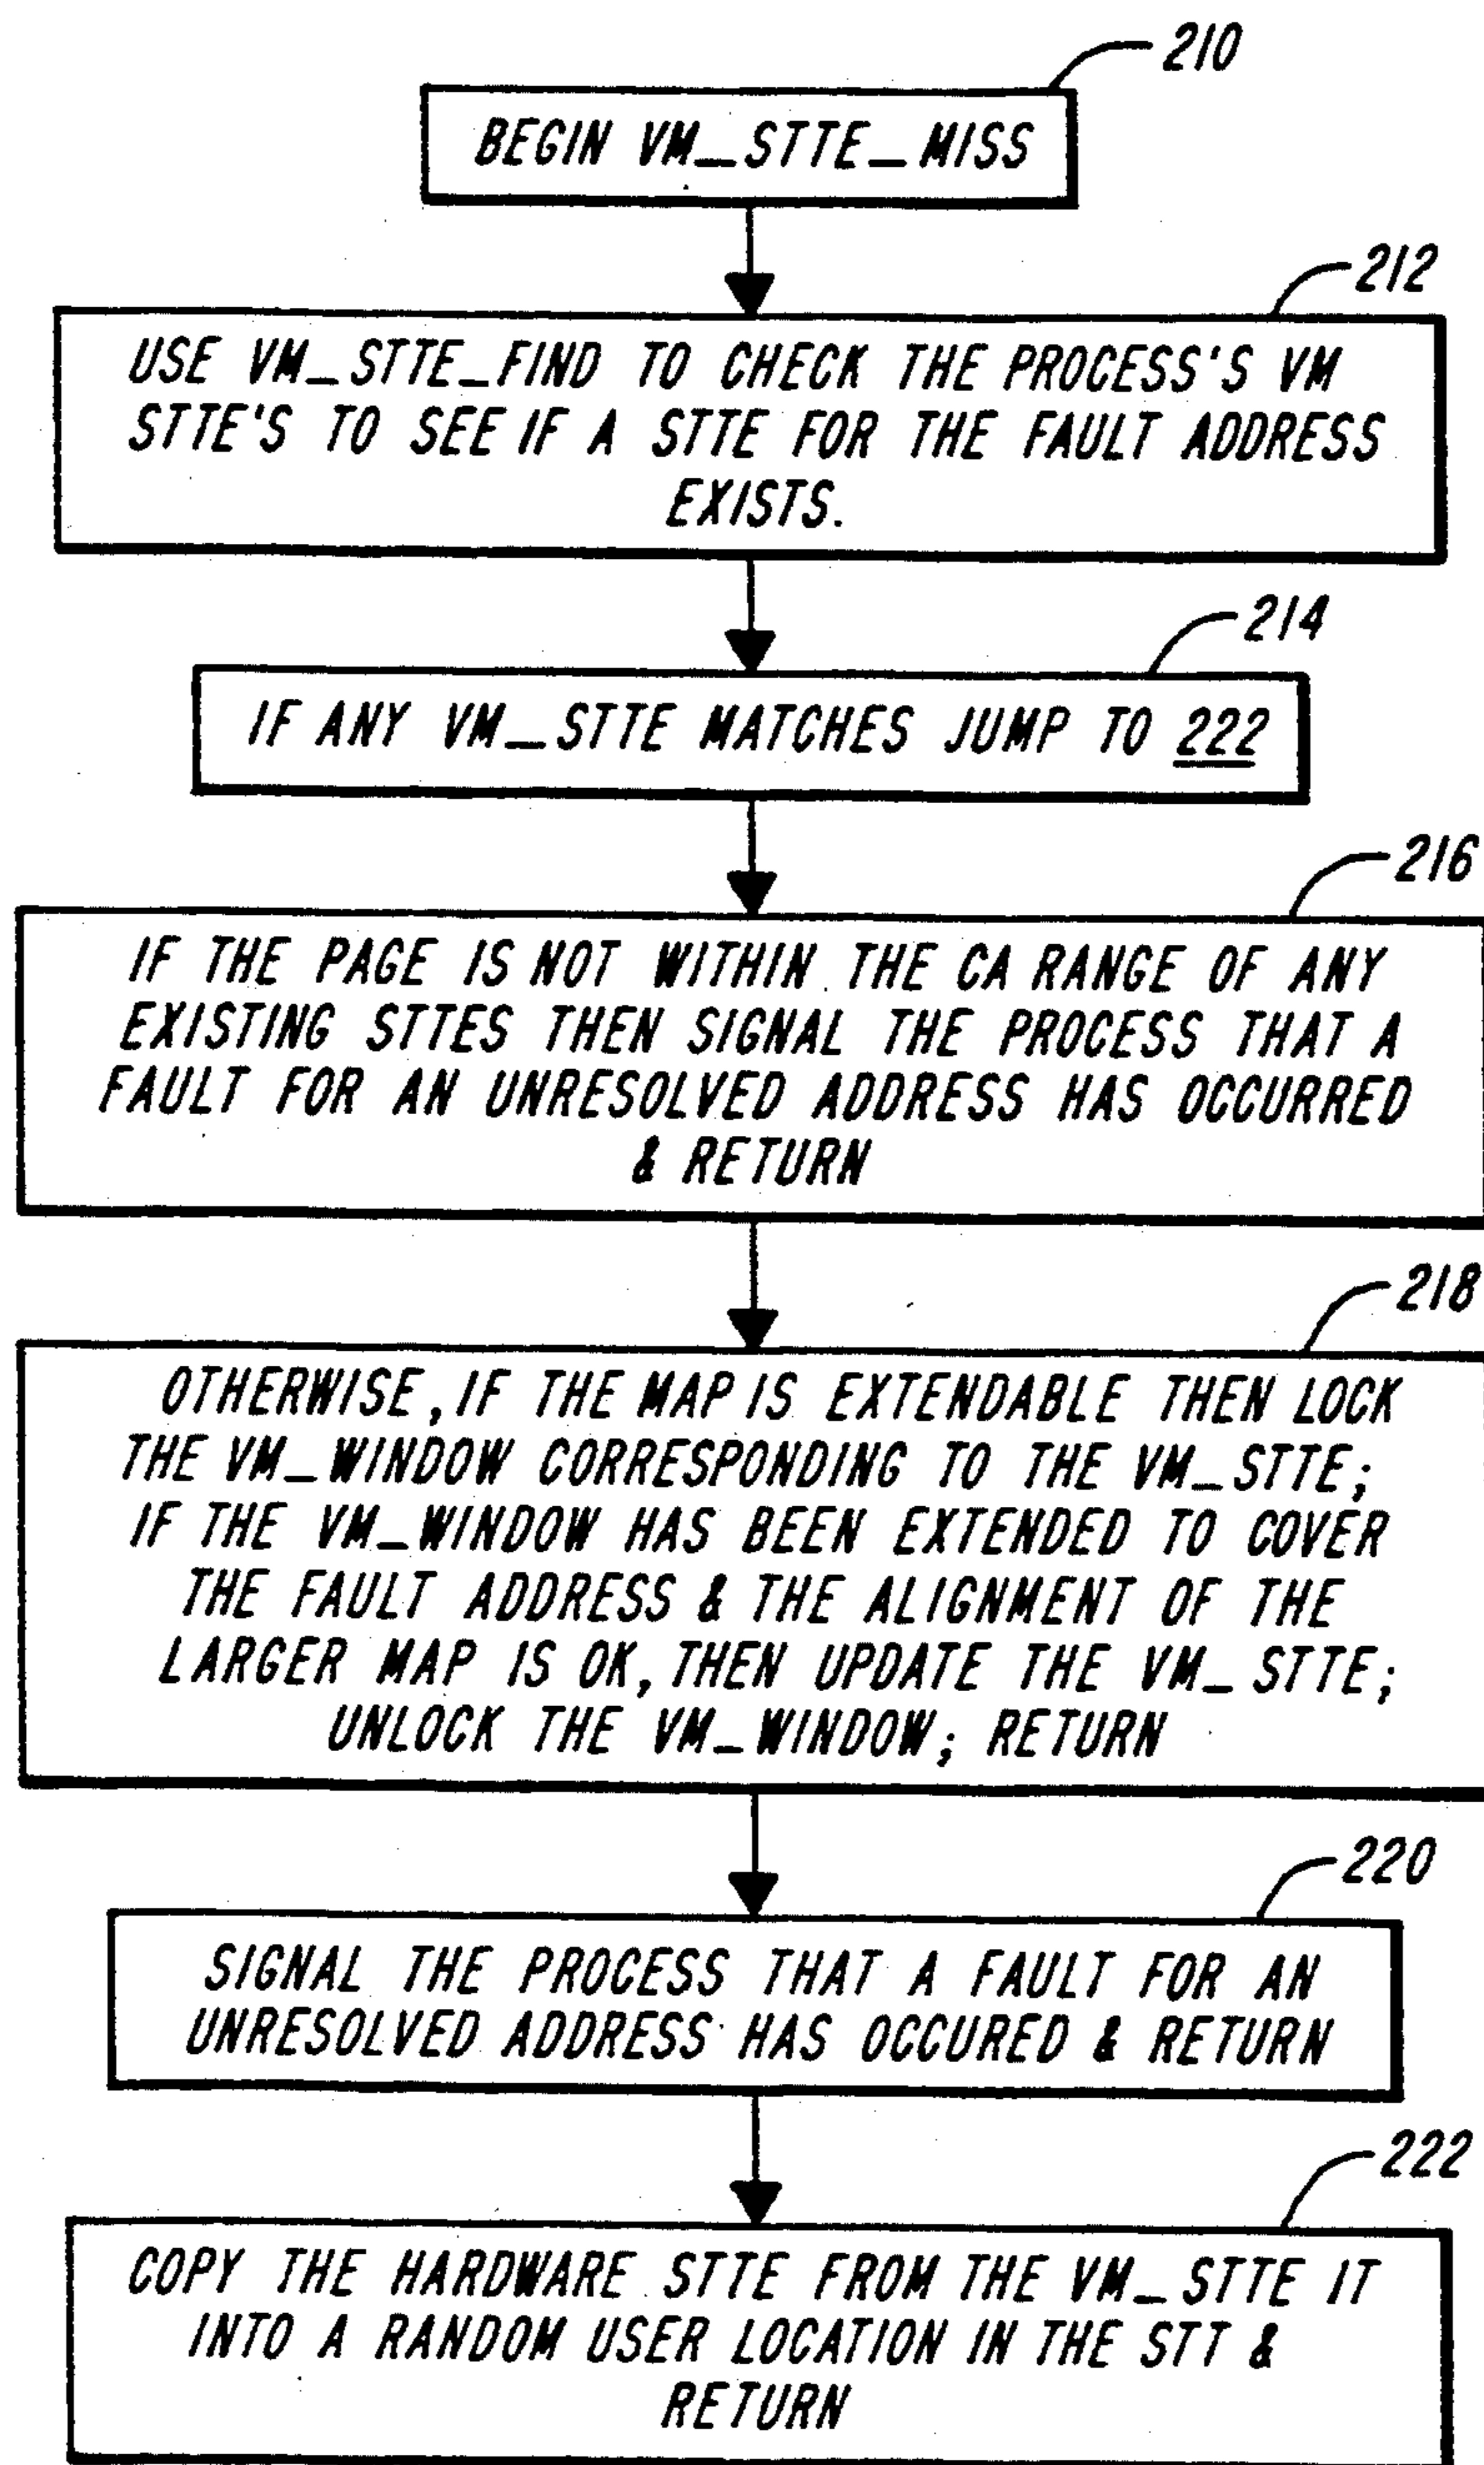 210
BEGIN VM_STTE_MISS
212
USE VM_STTE_FIND TO CHECK THE PROCESS'S VM
STTE'S TO SEE IF A STTE FOR THE FAULT ADDRESS
EXISTS.
214
IF ANY VM_STTE MATCHES JUMP TO 222
216
IF THE PAGE IS NOT WITHIN THE CA RANGE OF ANY
EXISTING STTES THEN SIGNAL THE PROCESS THAT A
FAULT FOR AN UNRESOLVED ADDRESS HAS OCCURRED
& RETURN
218
OTHERWISE, IF THE MAP IS EXTENDABLE THEN LOCK
THE VM_WINDOW CORRESPONDING TO THE VM_STTE;
IF THE VM_WINDOW HAS BEEN EXTENDED TO COVER
THE FAULT ADDRESS & THE ALIGNMENT OF THE
LARGER MAP IS OK, THEN UPDATE THE VM_STTE;
UNLOCK THE VM_WINDOW; RETURN
220
SIGNAL THE PROCESS THAT A FAULT FOR AN
UNRESOLVED ADDRESS HAS OCCURED & RETURN
222
COPY THE HARDWARE STTE FROM THE VM_STTE IT
INTO A RANDOM USER LOCATION IN THE STT &
RETURN